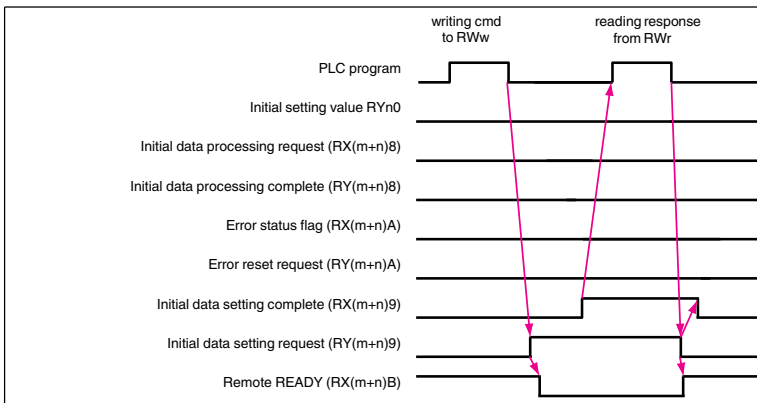 writing cmd
to RWw
reading response
from RWr
PLC program
Initial setting value RYn0
Initial data processing request (RX(m+n)8)
Initial data processing complete (RY(m+n)8)
Error status flag (RX(m+n)A)
Error reset request (RY(m+n)A)
Initial data setting complete (RX(m+n)9)
Initial data setting request (RY(m+n)9)
Remote READY (RX(m+n)B)